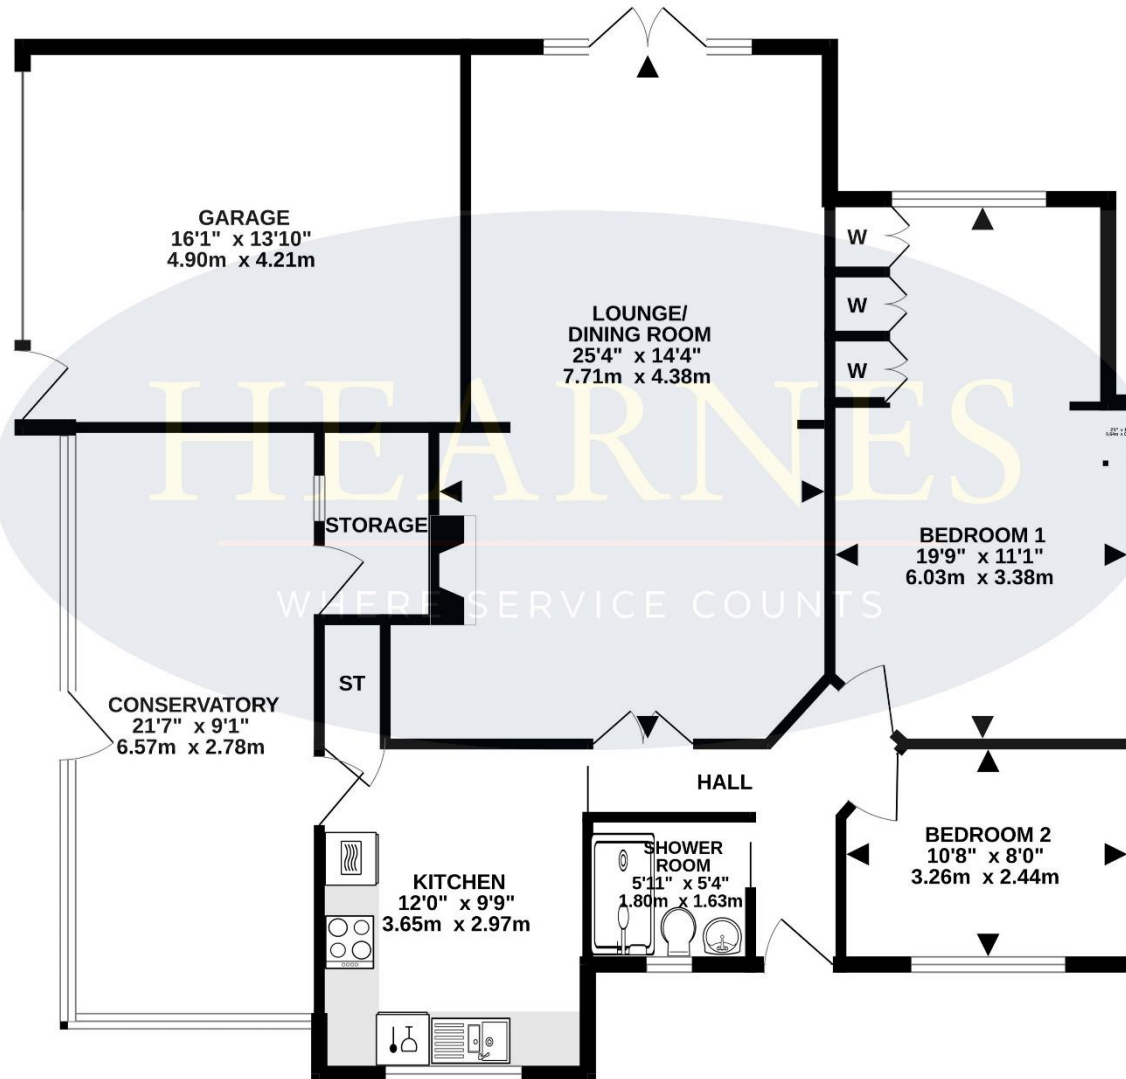 GARAGE
16'1" x 13'10"
4.90m x 4.21m
LOUNGE/
DINING ROOM
25'4" x 14'4"
7.71m x 4.38m
W
W
W
HEARNES
WHERE SERVICE COUNTS
STORAGE
BEDROOM 1
19'9" x 11'1"
6.03m x 3.38m
ST
CONSERVATORY
21'7" x 9'1"
6.57m x 2.78m
HALL
SHOWER
ROOM
5'11" x 5'4"
1.80m x 1.63m
BEDROOM 2
10'8" x 8'0"
3.26m x 2.44m
KITCHEN
12'0" x 9'9"
3.65m x 2.97m